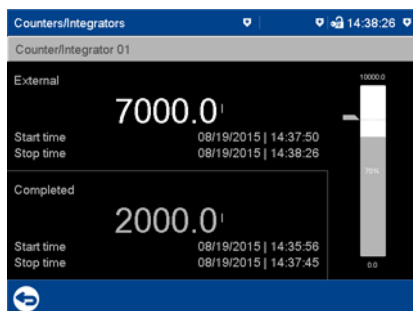 Counters/Integrators 14:38:26
Counter/Integrator 01
External
10000.0
7000.0 l
Start time 08/19/2015 | 14:37:50
Stop time 08/19/2015 | 14:38:26
70%
Completed
2000.0 l
Start time 08/19/2015 | 14:35:56
Stop time 08/19/2015 | 14:37:45
0.0